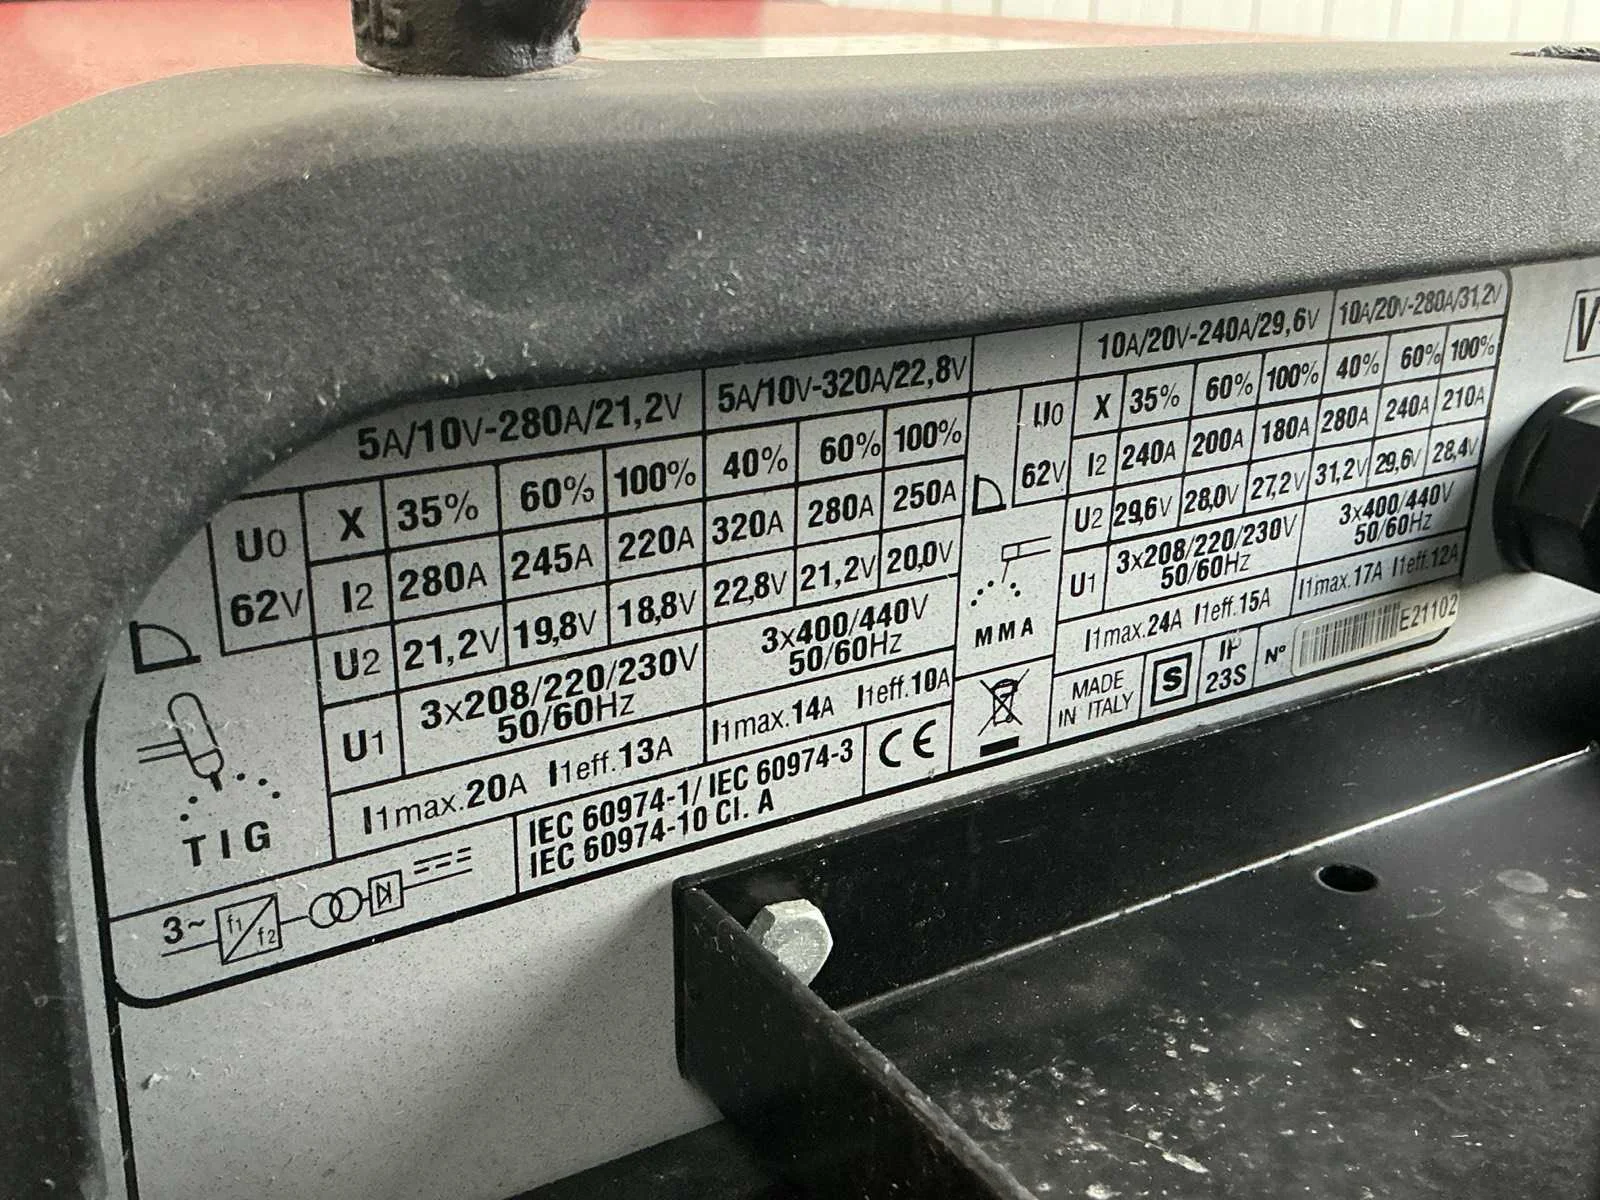 5A/10V-280A/21,2V 5A/10V-320A/22,8V
U0 X 35% 60% 100% 40% 60% 100%
62V I2 280A 245A 220A 320A 280A 250A
U2 21,2V 19,8V 18,8V 22,8V 21,2V 20,0V
U1 3x208/220/230V 3x400/440V
50/60Hz 50/60Hz
TIG
I1max.20A I1eff.13A I1max.14A I1eff.10A
3~ f1 f2
IEC 60974-1/ IEC 60974-3
IEC 60974-10 Cl. A
CE
10A/20V-240A/29,6V 10A/20V-280A/31,2V
U0 X 35% 60% 100% 40% 60% 100%
62V I2 240A 200A 180A 280A 240A 210A
U2 29,6V 28,0V 27,2V 31,2V 29,6V 28,4V
U1 3x208/220/230V 3x400/440V
50/60Hz 50/60Hz
MMA
I1max.24A I1eff.15A I1max.17A I1eff.12A
MADE
IN ITALY
S
IP
23S
N° E21102